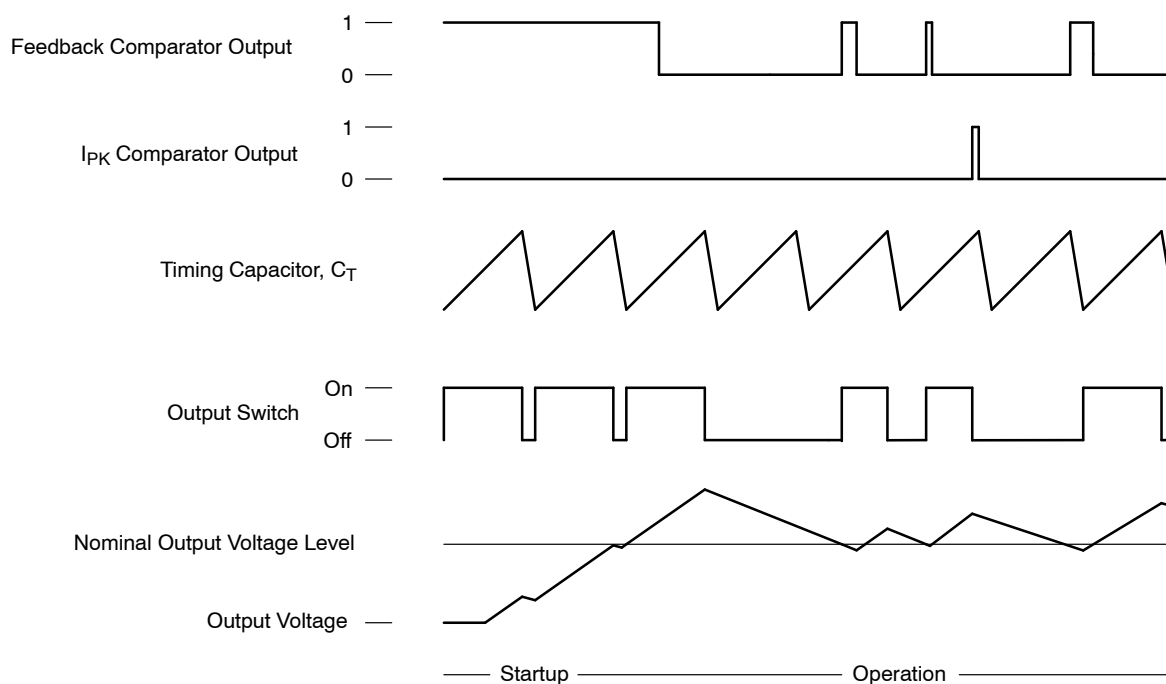 1
Feedback Comparator Output
0
1
IPK Comparator Output
0
Timing Capacitor, CT
On
Output Switch
Off
Nominal Output Voltage Level
Output Voltage
Startup
Operation